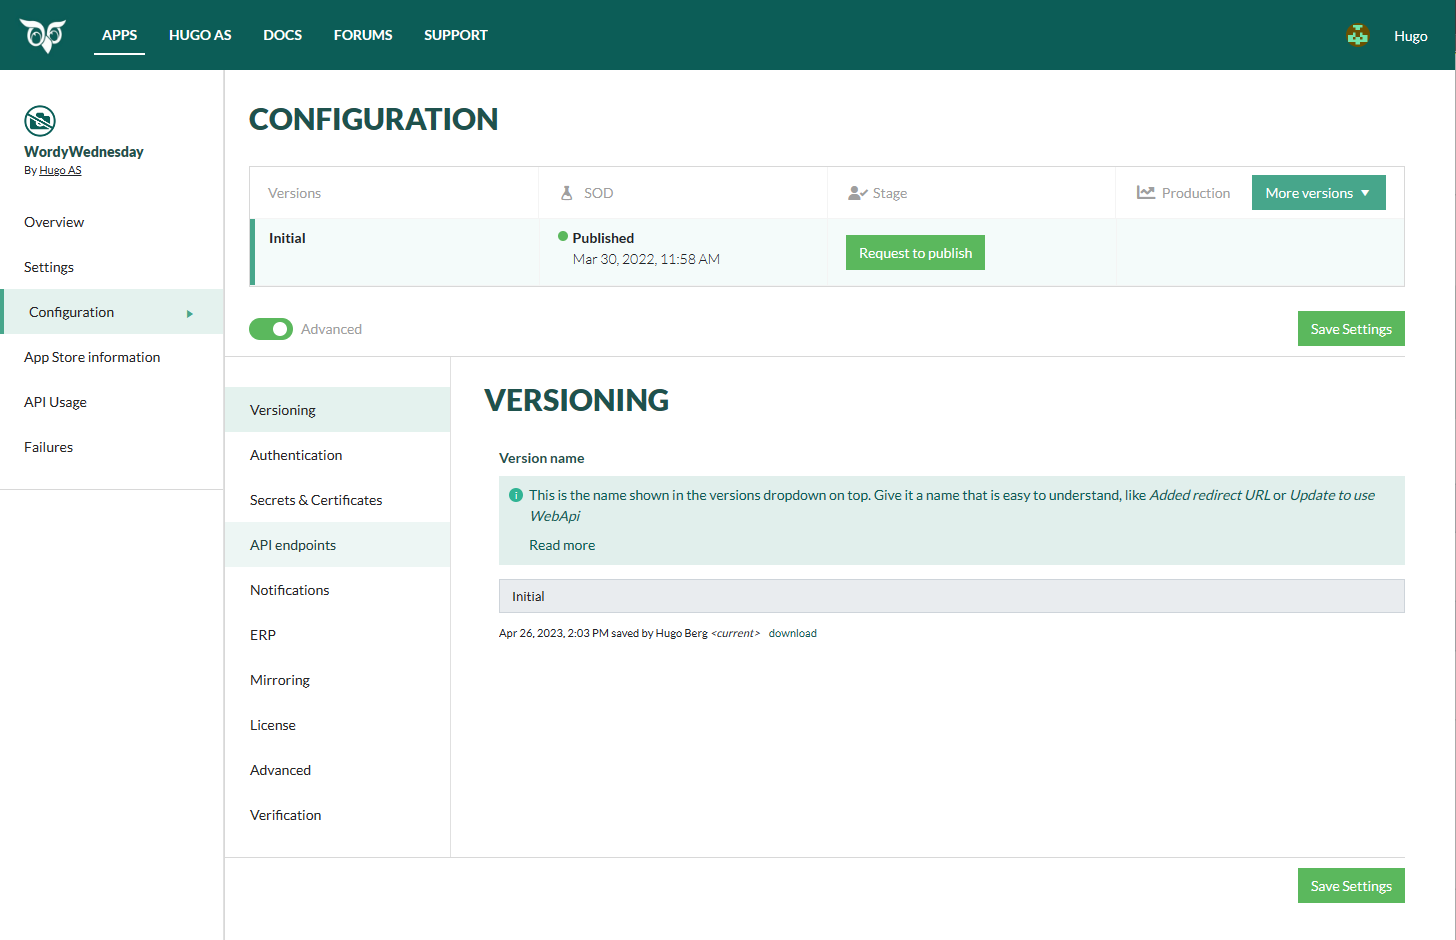 APPS HUGO AS DOCS FORUMS SUPPORT Hugo
WordyWednesday
By Hugo AS
Overview
Settings
Configuration
App Store information
API Usage
Failures
CONFIGURATION
Versions SOD Stage Production More versions
Initial Published
Mar 30, 2022, 11:58 AM
Request to publish
Advanced Save Settings
Versioning
Authentication
Secrets & Certificates
API endpoints
Notifications
ERP
Mirroring
License
Advanced
Verification
VERSIONING
Version name
This is the name shown in the versions dropdown on top. Give it a name that is easy to understand, like Added redirect URL or Update to use
WebApi
Read more
Initial
Apr 26, 2023, 2:03 PM saved by Hugo Berg <current> download
Save Settings